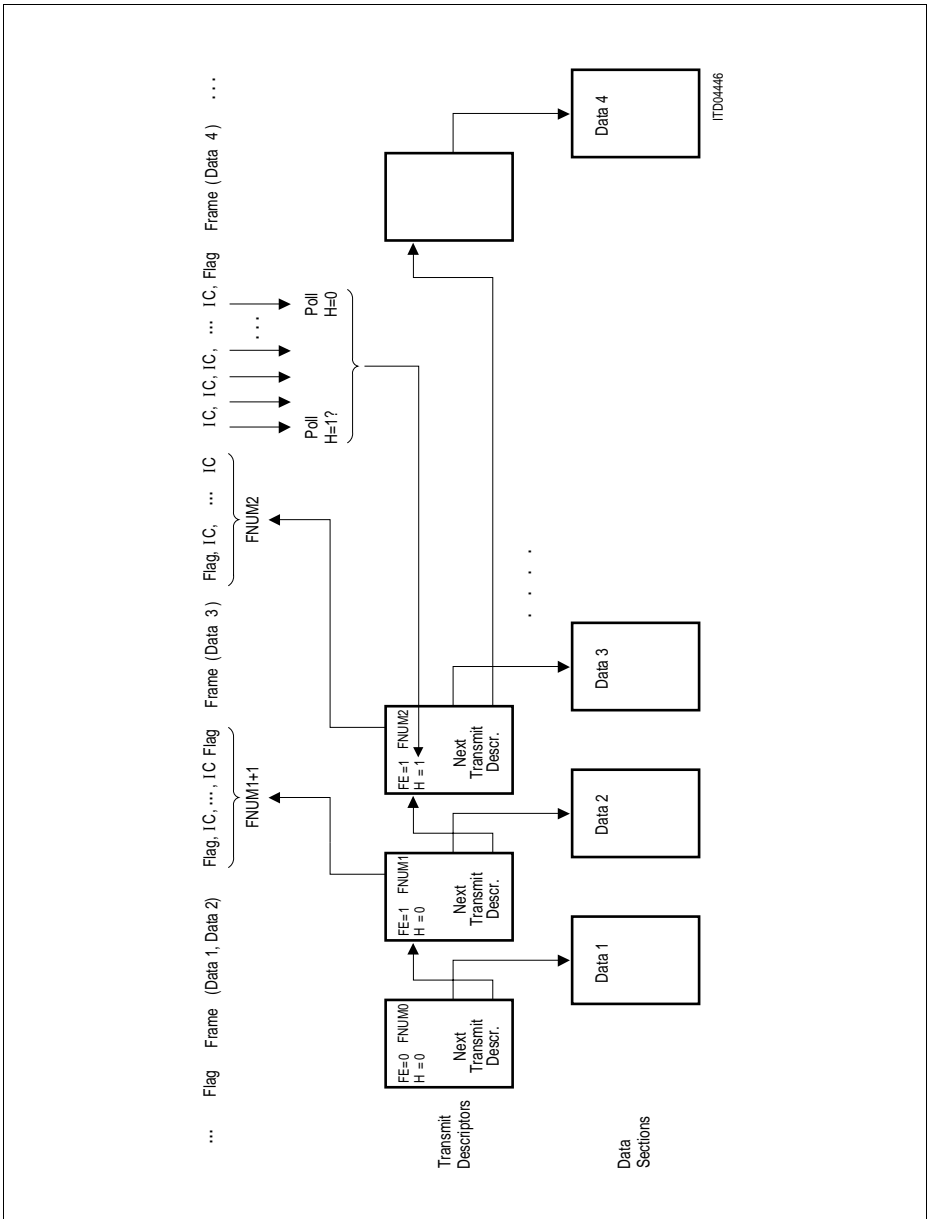 ... Flag Frame (Data 1, Data 2) Flag, IC, ..., IC Flag Frame (Data 3) Flag, IC, ... IC IC, IC, IC, ... IC, Flag Frame (Data 4) ...
FNUM1+1
FNUM2
Poll
H=1?
...
Poll
H=0
Transmit
Descriptors
FE=0 FNUM0
H=0
Next
Transmit
Descr.
FE=1 FNUM1
H=0
Next
Transmit
Descr.
FE=1 FNUM2
H=1
Next
Transmit
Descr.
....
Data
Sections
Data 1
Data 2
Data 3
Data 4
ITD04446